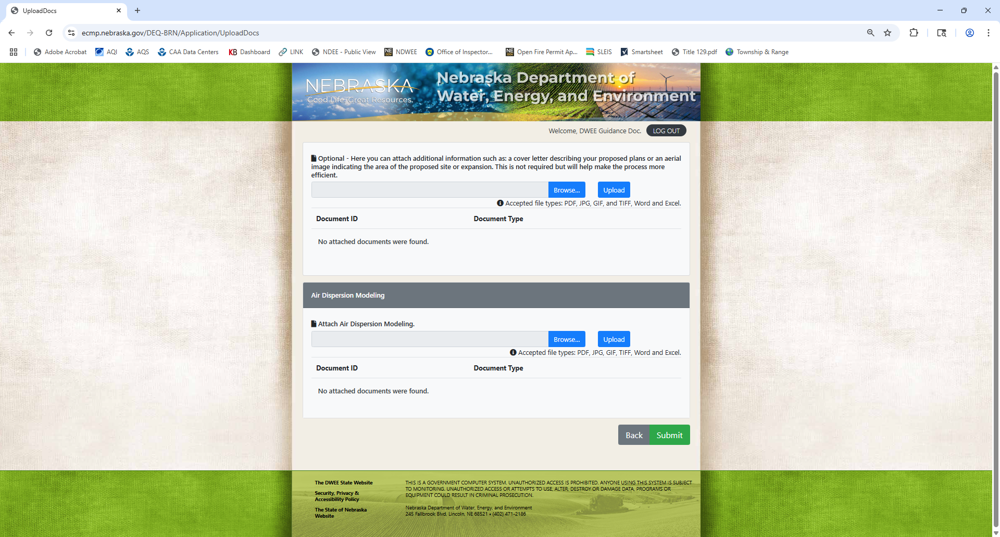 UploadDocs
ecmp.nebraska.gov/DEQ-BRN/Application/UploadDocs
Adobe Acrobat
AQI
AQS
CAA Data Centers
KB Dashboard
LINK
NDEE - Public View
NE.GOV NDWEE
Office of Inspector...
NE.GOV Open Fire Permit Ap...
SLEIS
Smartsheet
Title 129.pdf
Township & Range
NEBRASKA
Good Life. Great Resources.
Nebraska Department of
Water, Energy, and Environment
Welcome, DWEE Guidance Doc.
LOG OUT
Optional - Here you can attach additional information such as: a cover letter describing your proposed plans or an aerial
image indicating the area of the proposed site or expansion. This is not required but will help make the process more
efficient.
Browse...
Upload
Accepted file types: PDF, JPG, GIF, and TIFF, Word and Excel.
Document ID
Document Type
No attached documents were found.
Air Dispersion Modeling
Attach Air Dispersion Modeling.
Browse...
Upload
Accepted file types: PDF, JPG, GIF, TIFF, Word and Excel.
Document ID
Document Type
No attached documents were found.
Back
Submit
The DWEE State Website
Security, Privacy &
Accessibility Policy
The State of Nebraska
Website
THIS IS A GOVERNMENT COMPUTER SYSTEM. UNAUTHORIZED ACCESS IS PROHIBITED. ANYONE USING THIS SYSTEM IS SUBJECT
TO MONITORING. UNAUTHORIZED ACCESS OR ATTEMPTS TO USE, ALTER, DESTROY OR DAMAGE DATA, PROGRAMS OR
EQUIPMENT COULD RESULT IN CRIMINAL PROSECUTION.
Nebraska Department of Water, Energy, and Environment
245 Fallbrook Blvd, Lincoln, NE 68521 • (402) 471-2186